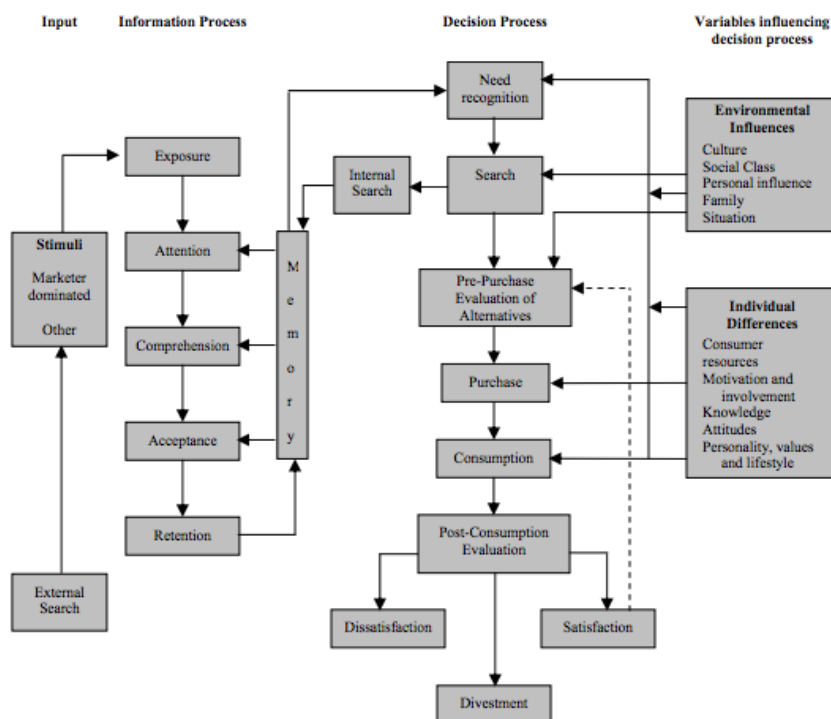 Input
Information Process
Decision Process
Variables influencing
decision process
Need
recognition
Environmental
Influences
Culture
Social Class
Personal influence
Family
Situation
Exposure
Internal
Search
Search
Stimuli
Marketer
dominated
Other
Attention
M
e
m
o
r
y
Pre-Purchase
Evaluation of
Alternatives
Individual
Differences
Consumer
resources
Motivation and
involvement
Knowledge
Attitudes
Personality, values
and lifestyle
Comprehension
Purchase
Acceptance
Consumption
Retention
Post-Consumption
Evaluation
External
Search
Dissatisfaction
Satisfaction
Divestment